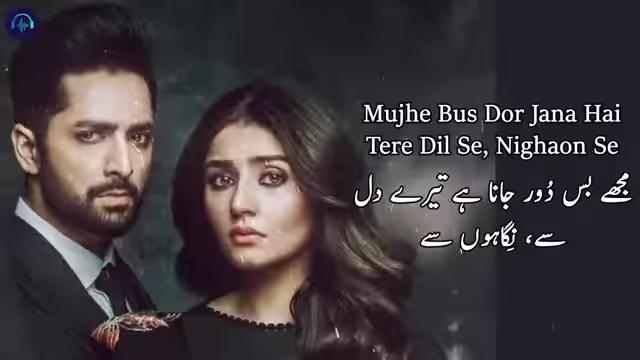 Mujhe Bus Dor Jana Hai
Tere Dil Se, Nighaon Se
مجھے بس دُور جانا ہے تیرے دل
سے، نِگاہوں سے